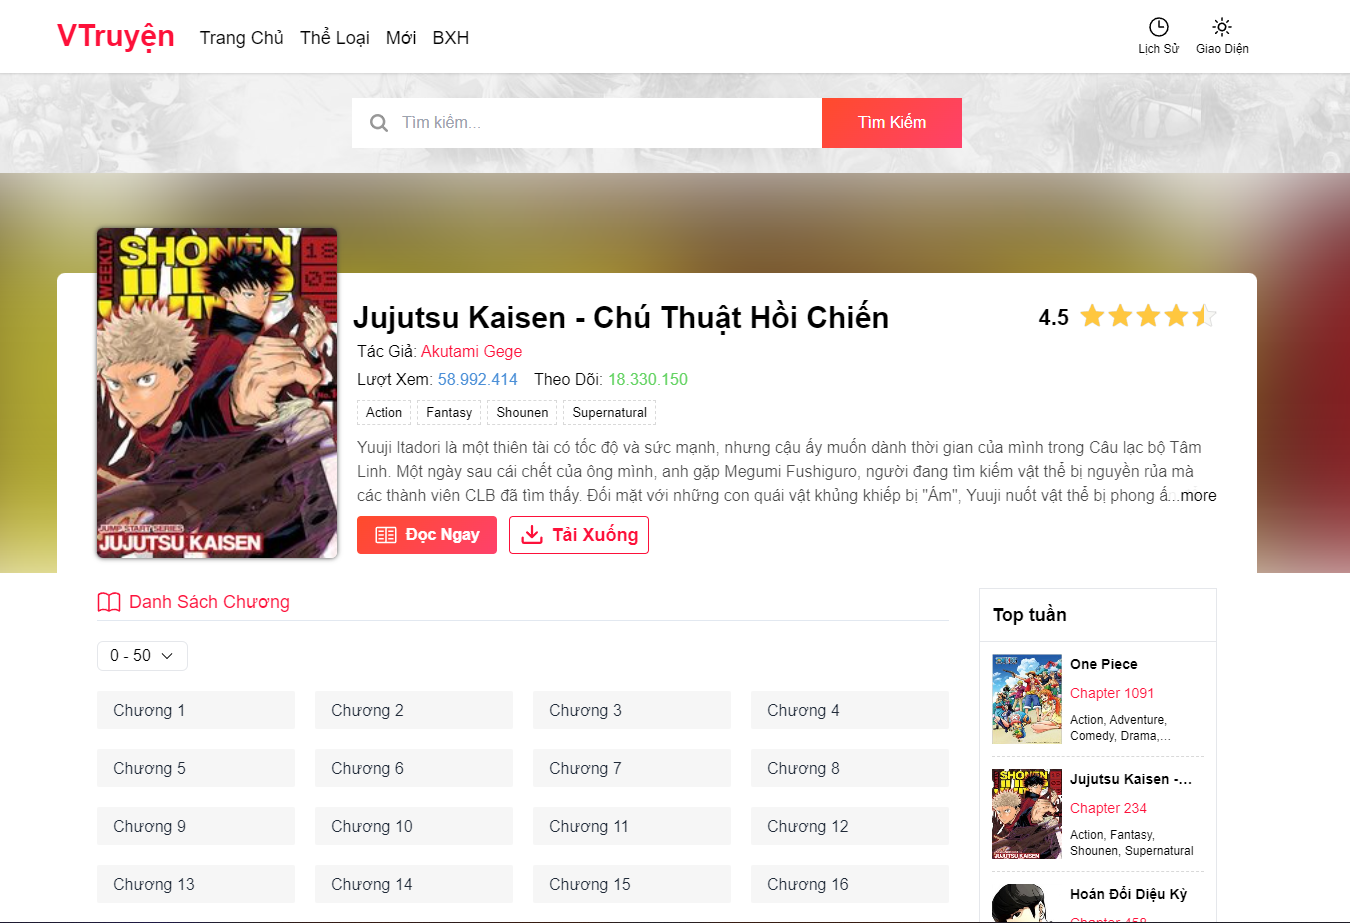 VTruyện
Trang Chủ
Thể Loại
Mới
BXH
Lịch Sử
Giao Diện
Tìm kiếm...
Tìm Kiếm
WEEKLY
SHONEN
JUMP
JUMP START SERIES
JUJUTSU KAISEN
Jujutsu Kaisen - Chú Thuật Hồi Chiến
4.5
Tác Giả: Akutami Gege
Lượt Xem: 58.992.414 Theo Dõi: 18.330.150
Action
Fantasy
Shounen
Supernatural
Yuuji Itadori là một thiên tài có tốc độ và sức mạnh, nhưng cậu ấy muốn dành thời gian của mình trong Câu lạc bộ Tâm
Linh. Một ngày sau cái chết của ông mình, anh gặp Megumi Fushiguro, người đang tìm kiếm vật thể bị nguyền rủa mà
các thành viên CLB đã tìm thấy. Đối mặt với những con quái vật khủng khiếp bị "Ám", Yuuji nuốt vật thể bị phong ấ...more
Đọc Ngay
Tải Xuống
Danh Sách Chương
0 - 50
Chương 1
Chương 2
Chương 3
Chương 4
Chương 5
Chương 6
Chương 7
Chương 8
Chương 9
Chương 10
Chương 11
Chương 12
Chương 13
Chương 14
Chương 15
Chương 16
Top tuần
One Piece
Chapter 1091
Action, Adventure,
Comedy, Drama,...
Jujutsu Kaisen -...
Chapter 234
Action, Fantasy,
Shounen, Supernatural
Hoán Đổi Diệu Kỳ
Chapter 458